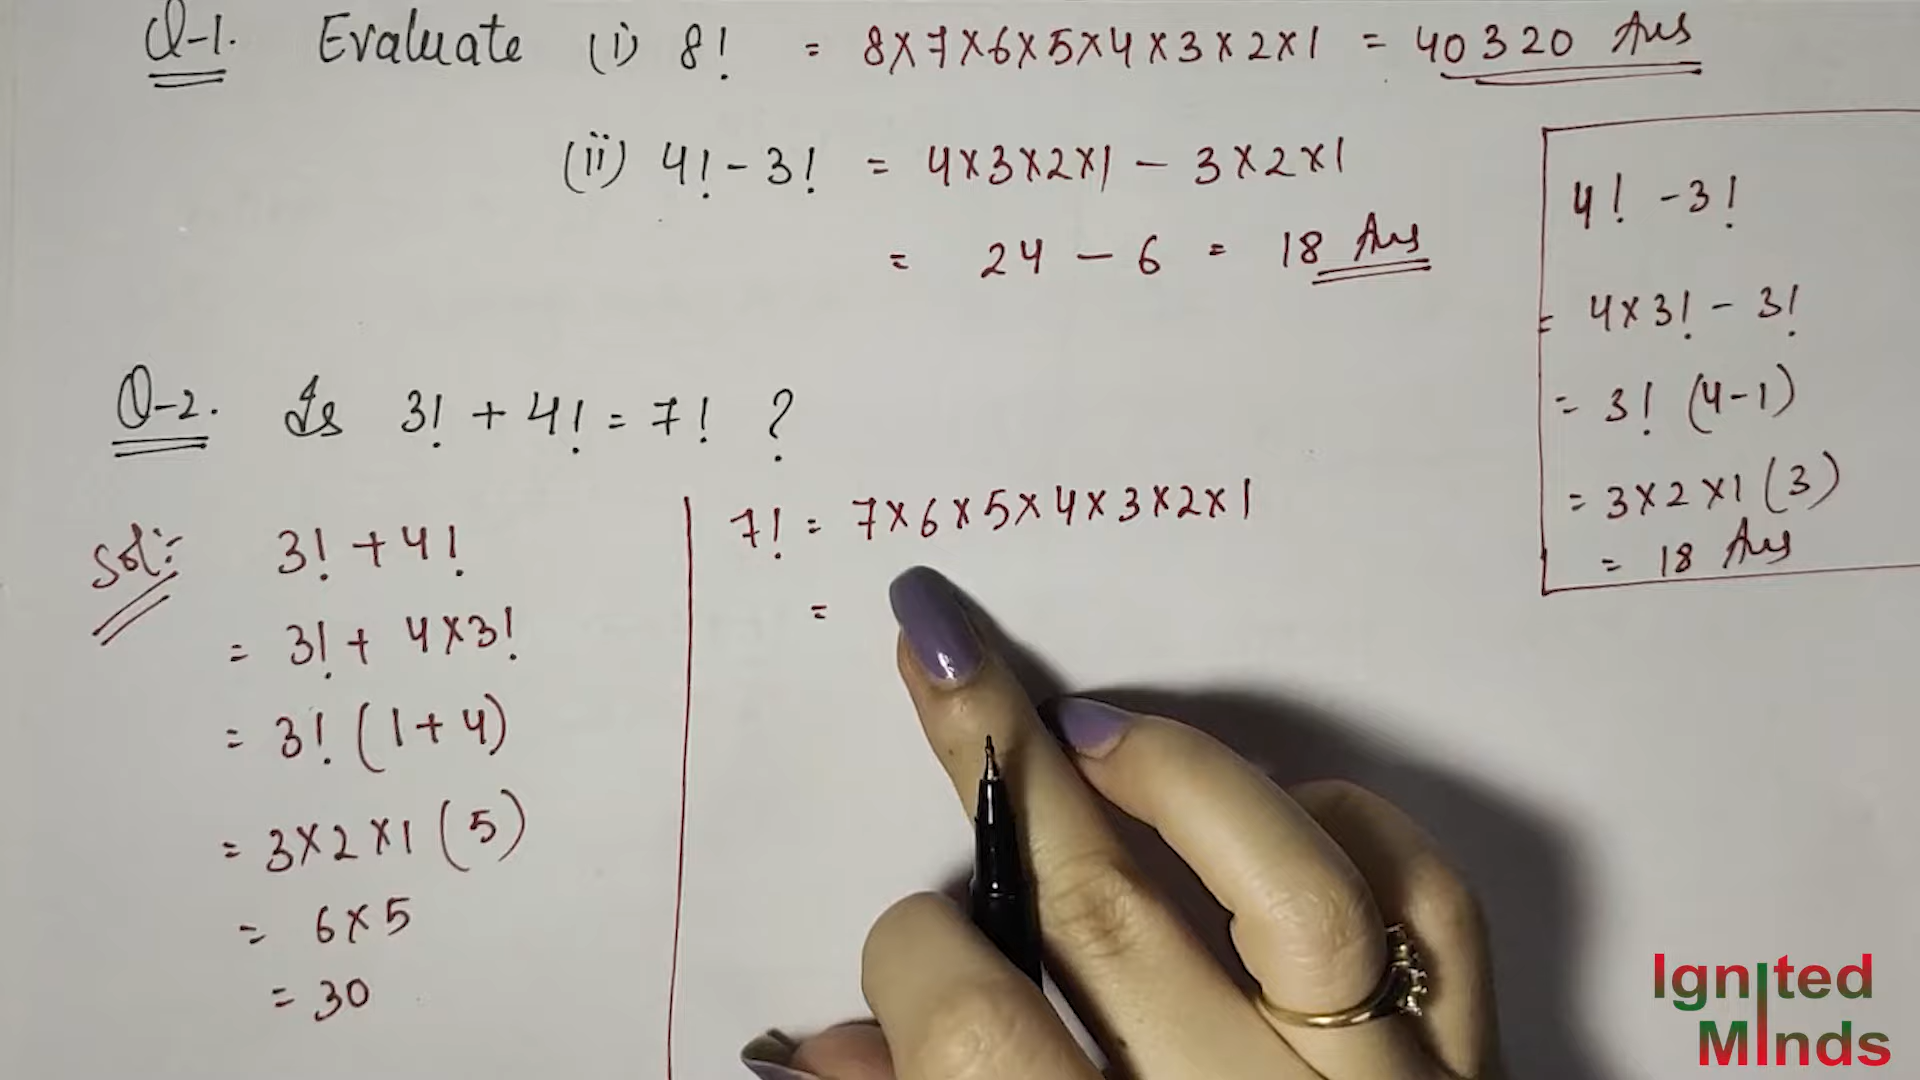 Q-1. Evaluate (i) 8! = 8×7×6×5×4×3×2×1 = 40320 Ans
(ii) 4! - 3! = 4×3×2×1 - 3×2×1
= 24 - 6 = 18 Ans
4! - 3!
= 4×3! - 3!
= 3! (4-1)
= 3×2×1 (3)
= 18 Ans
Q-2. Is 3! + 4! = 7! ?
Sol:- 3! + 4!
= 3! + 4×3!
= 3! (1+4)
= 3×2×1 (5)
= 6×5
= 30
7! = 7×6×5×4×3×2×1
=
Ignited
Minds